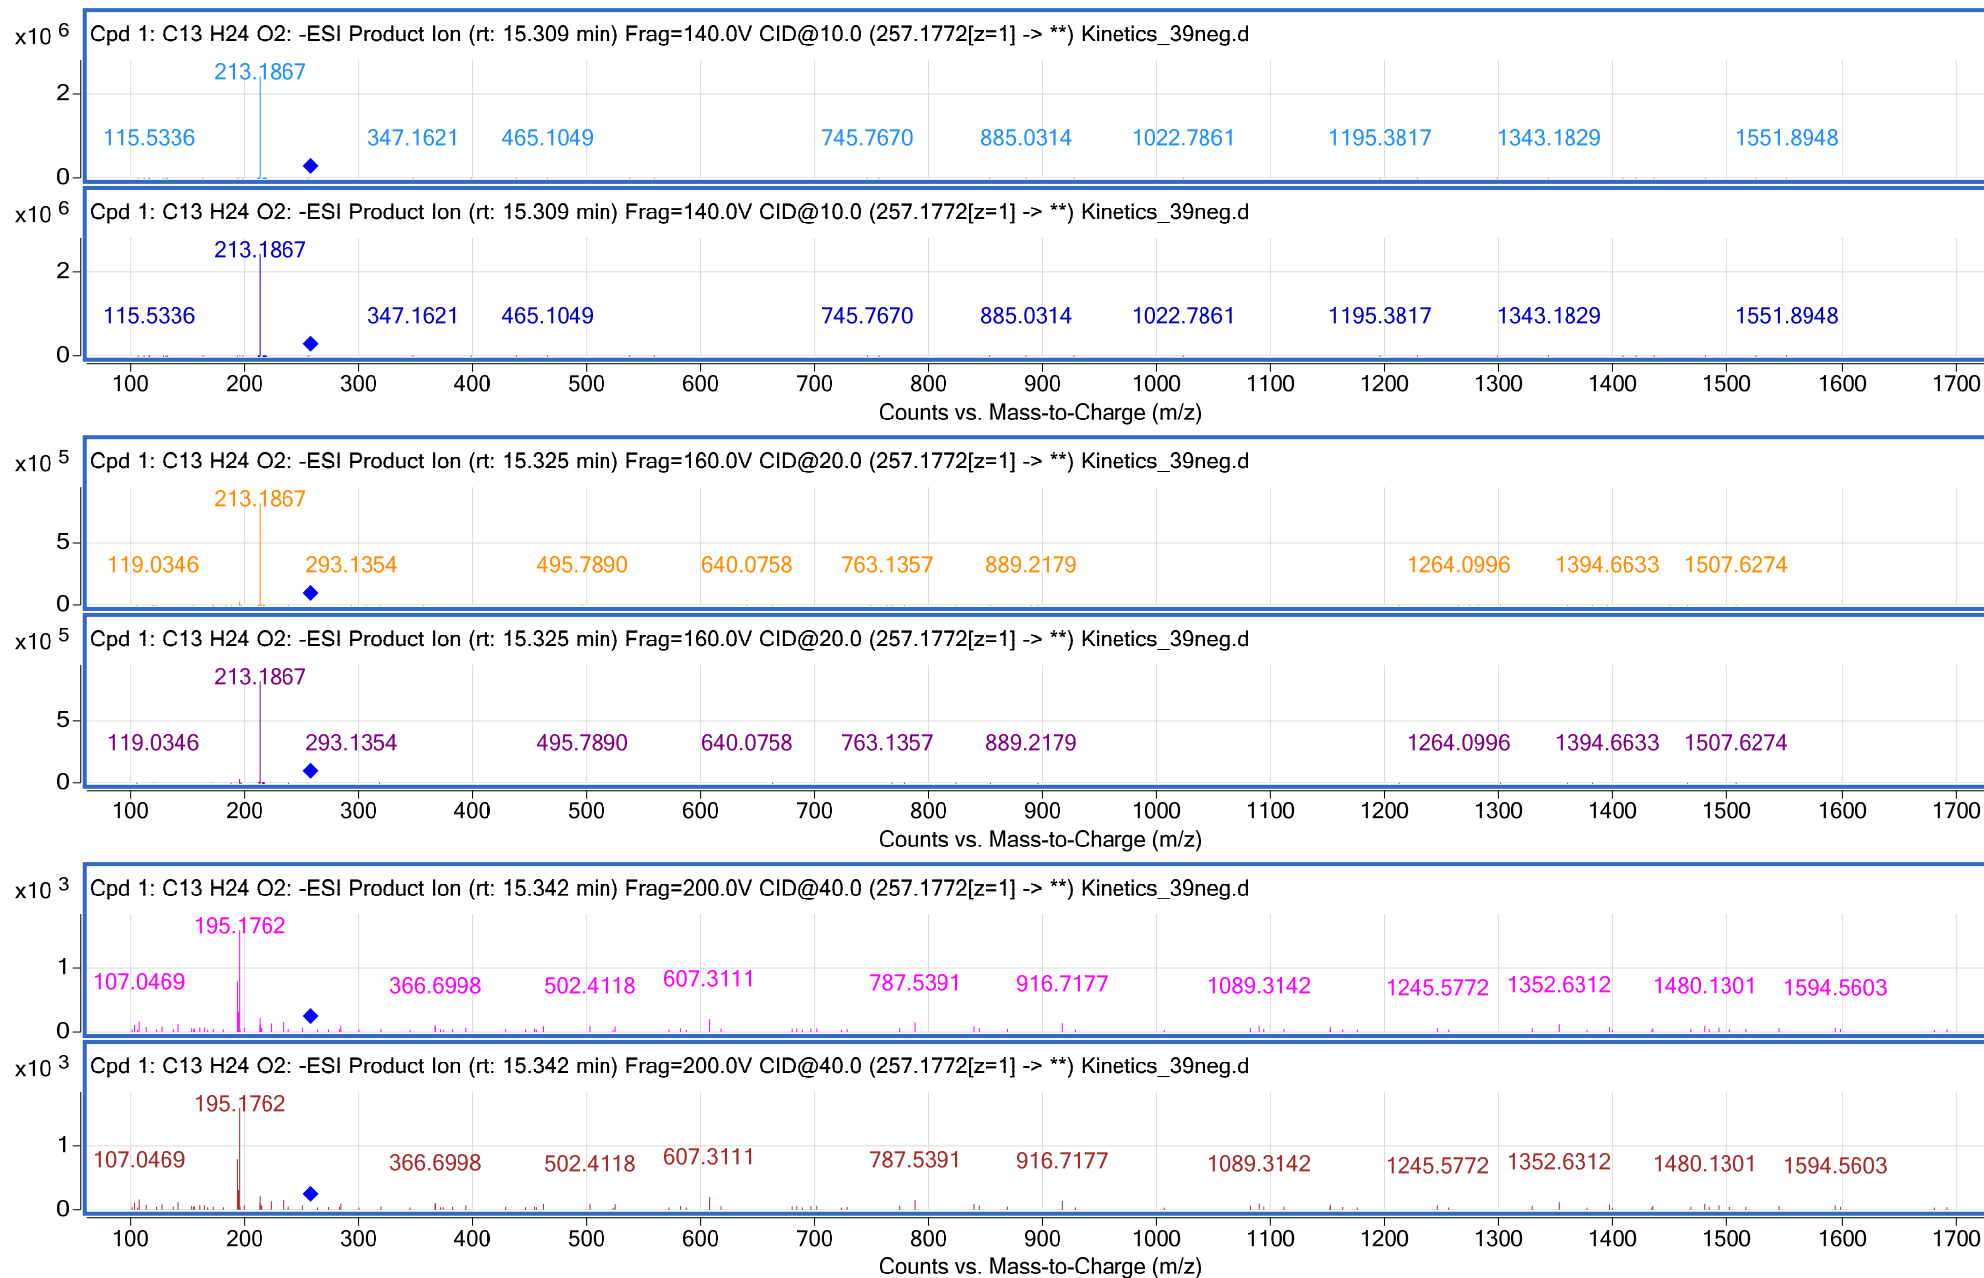 x10 6
Cpd 1: C13 H24 O2: -ESI Product Ion (rt: 15.309 min) Frag=140.0V CID@10.0 (257.1772[z=1] -> **) Kinetics_39neg.d
213.1867
2
115.5336 347.1621 465.1049 745.7670 885.0314 1022.7861 1195.3817 1343.1829 1551.8948
0
x10 6
Cpd 1: C13 H24 O2: -ESI Product Ion (rt: 15.309 min) Frag=140.0V CID@10.0 (257.1772[z=1] -> **) Kinetics_39neg.d
213.1867
2
115.5336 347.1621 465.1049 745.7670 885.0314 1022.7861 1195.3817 1343.1829 1551.8948
0
100 200 300 400 500 600 700 800 900 1000 1100 1200 1300 1400 1500 1600 1700
Counts vs. Mass-to-Charge (m/z)
x10 5
Cpd 1: C13 H24 O2: -ESI Product Ion (rt: 15.325 min) Frag=160.0V CID@20.0 (257.1772[z=1] -> **) Kinetics_39neg.d
213.1867
5
119.0346 293.1354 495.7890 640.0758 763.1357 889.2179 1264.0996 1394.6633 1507.6274
0
x10 5
Cpd 1: C13 H24 O2: -ESI Product Ion (rt: 15.325 min) Frag=160.0V CID@20.0 (257.1772[z=1] -> **) Kinetics_39neg.d
213.1867
5
119.0346 293.1354 495.7890 640.0758 763.1357 889.2179 1264.0996 1394.6633 1507.6274
0
100 200 300 400 500 600 700 800 900 1000 1100 1200 1300 1400 1500 1600 1700
Counts vs. Mass-to-Charge (m/z)
x10 3
Cpd 1: C13 H24 O2: -ESI Product Ion (rt: 15.342 min) Frag=200.0V CID@40.0 (257.1772[z=1] -> **) Kinetics_39neg.d
195.1762
1
107.0469 366.6998 502.4118 607.3111 787.5391 916.7177 1089.3142 1245.5772 1352.6312 1480.1301 1594.5603
0
x10 3
Cpd 1: C13 H24 O2: -ESI Product Ion (rt: 15.342 min) Frag=200.0V CID@40.0 (257.1772[z=1] -> **) Kinetics_39neg.d
195.1762
1
107.0469 366.6998 502.4118 607.3111 787.5391 916.7177 1089.3142 1245.5772 1352.6312 1480.1301 1594.5603
0
100 200 300 400 500 600 700 800 900 1000 1100 1200 1300 1400 1500 1600 1700
Counts vs. Mass-to-Charge (m/z)